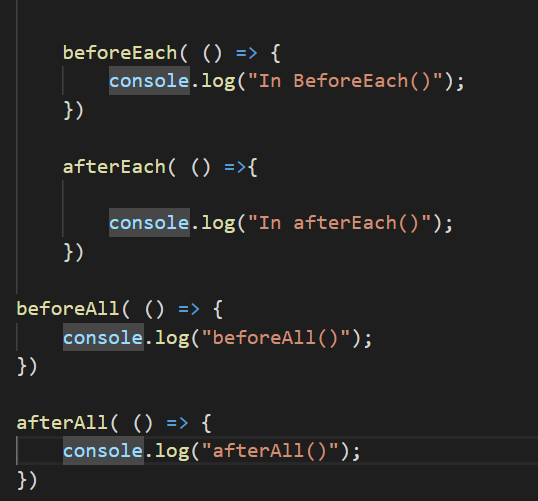 beforeEach( () => {
console.log("In BeforeEach()");
})
afterEach( () =>{
console.log("In afterEach()");
})
beforeAll( () => {
console.log("beforeAll()");
})
afterAll( () => {
console.log("afterAll()");
})